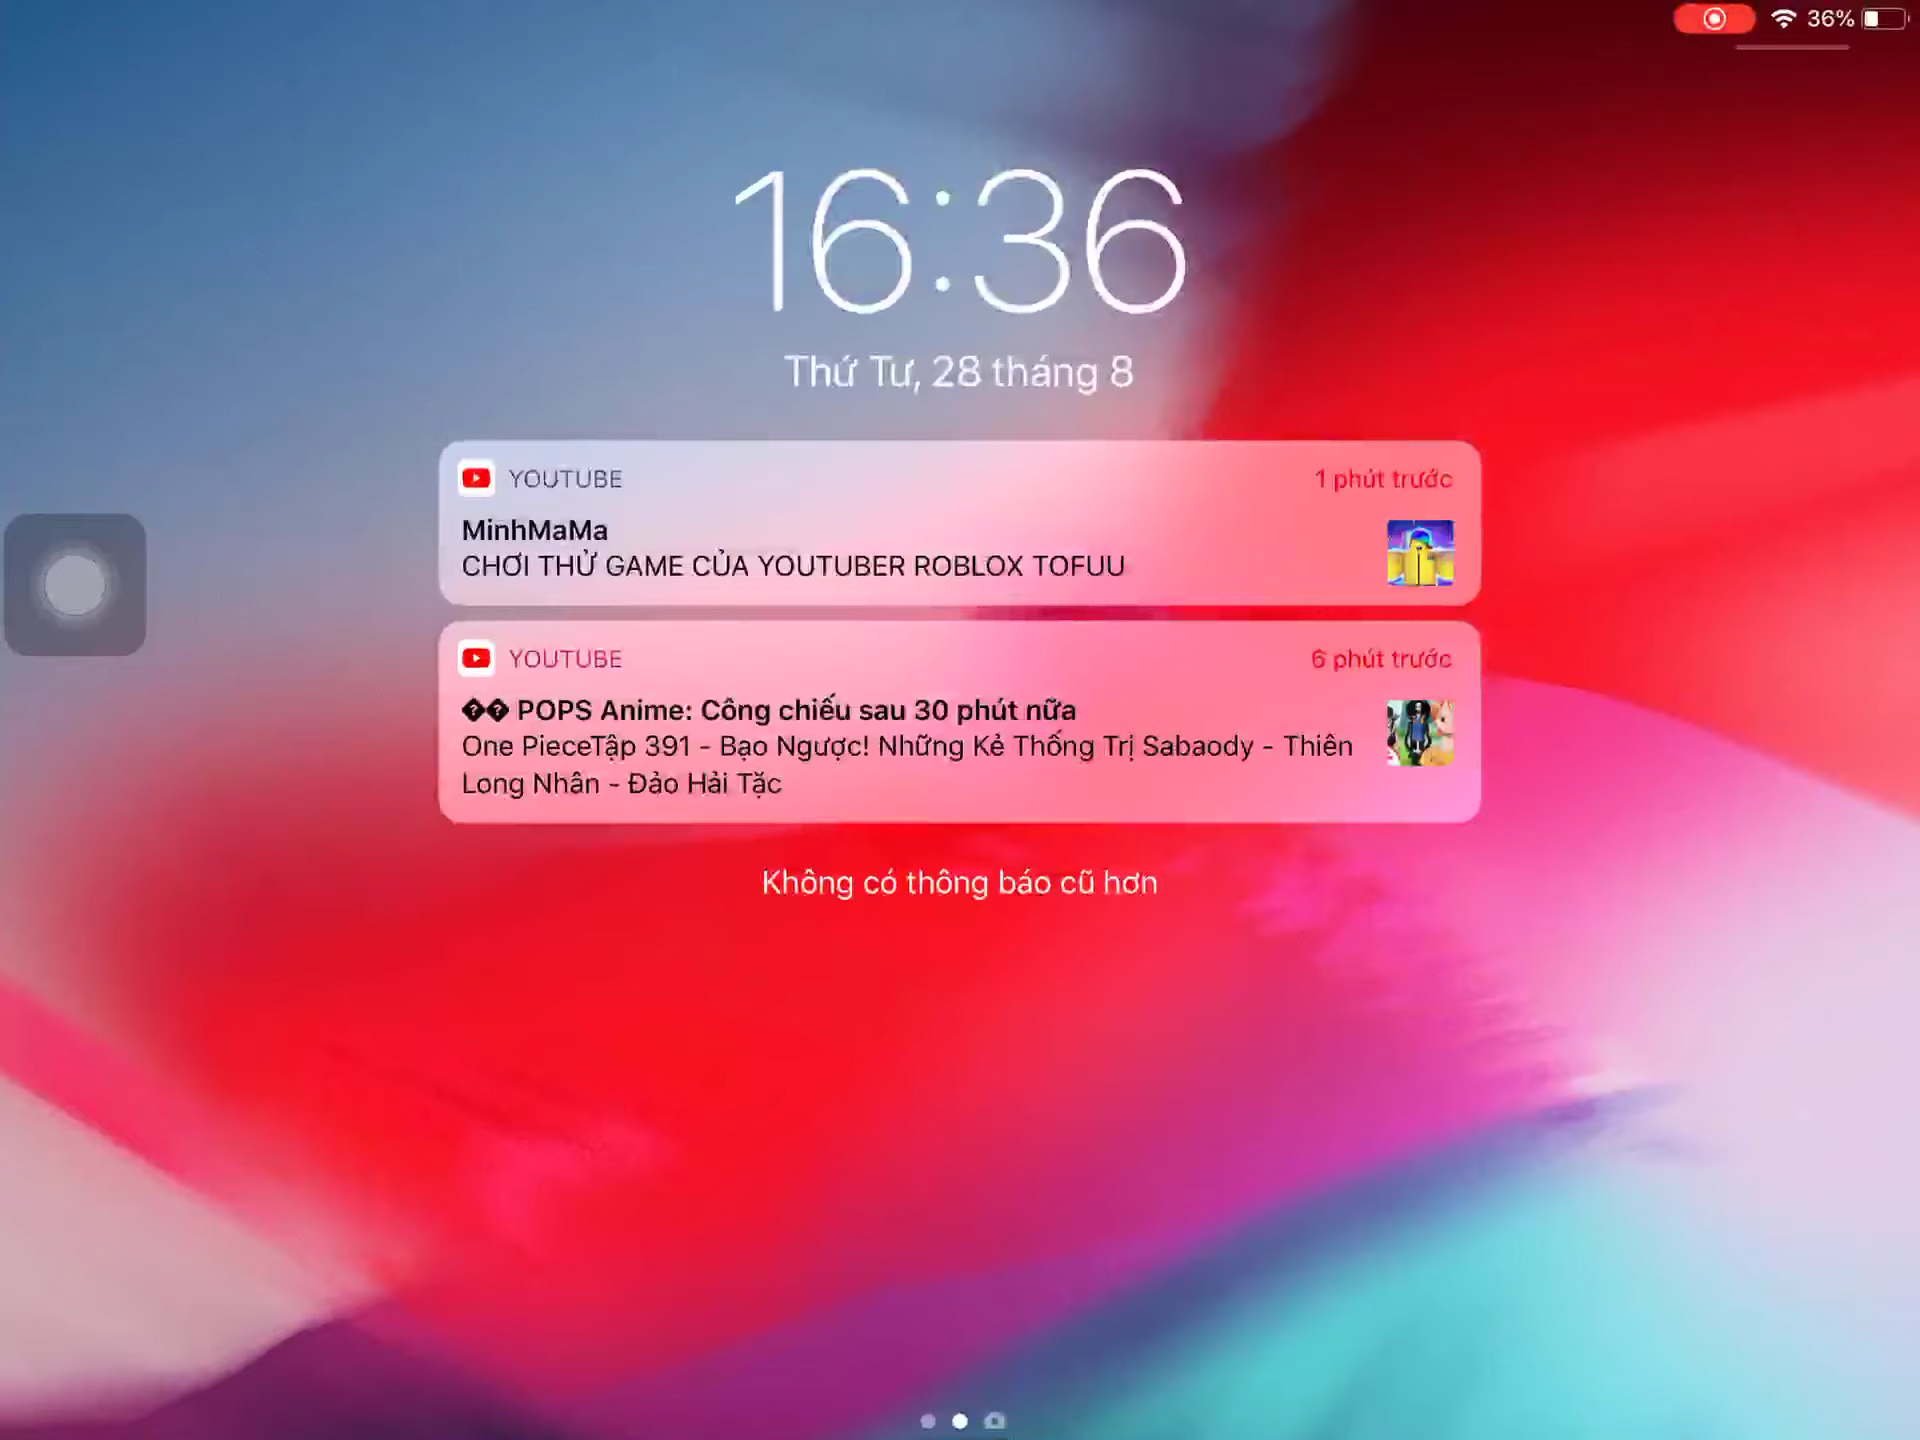 36%
16:36
Thứ Tư, 28 tháng 8
YOUTUBE
1 phút trước
MinhMaMa
CHƠI THỬ GAME CỦA YOUTUBER ROBLOX TOFUU
YOUTUBE
6 phút trước
�� POPS Anime: Công chiếu sau 30 phút nữa
One PieceTập 391 - Bạo Ngược! Những Kẻ Thống Trị Sabaody - Thiên
Long Nhân - Đảo Hải Tặc
Không có thông báo cũ hơn